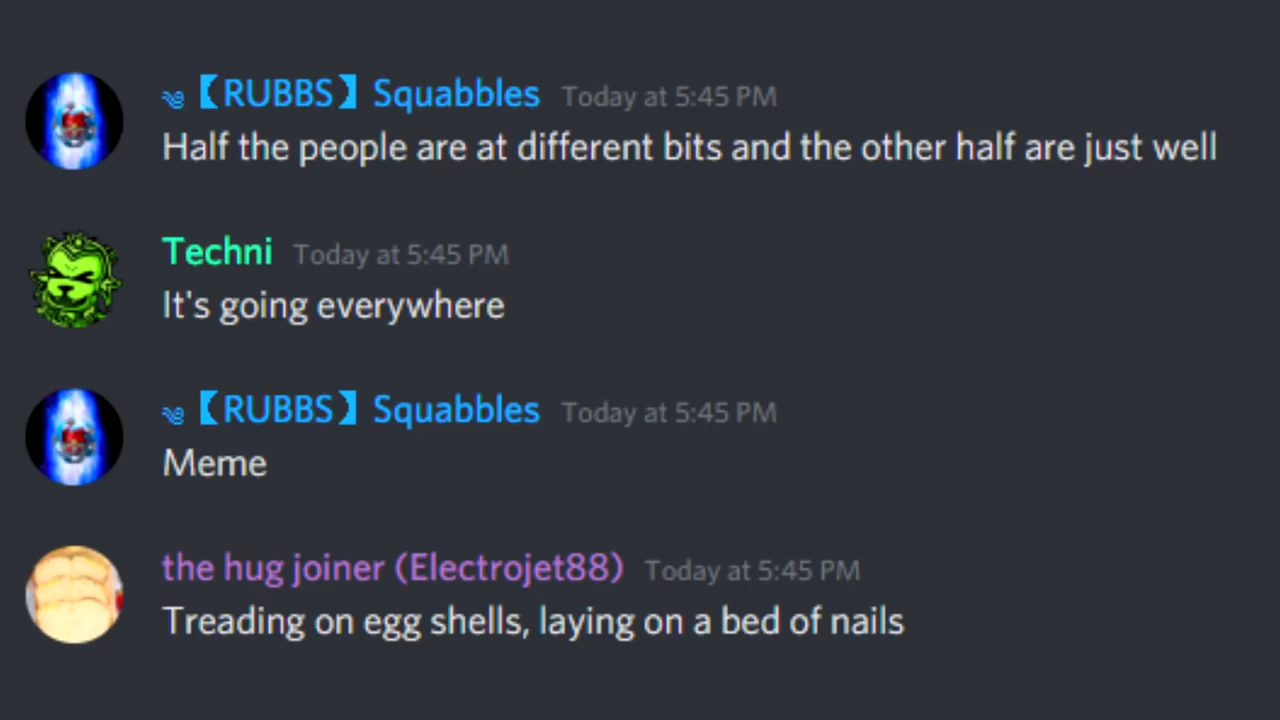 ༄【RUBBS】 Squabbles Today at 5:45 PM
Half the people are at different bits and the other half are just well
Techni Today at 5:45 PM
It's going everywhere
༄【RUBBS】 Squabbles Today at 5:45 PM
Meme
the hug joiner (Electrojet88) Today at 5:45 PM
Treading on egg shells, laying on a bed of nails